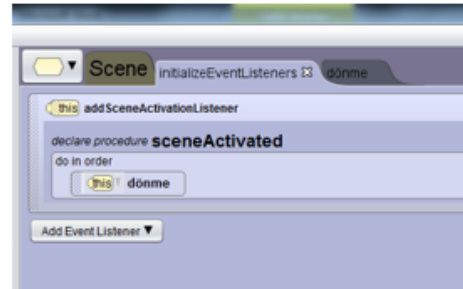 Scene initializeEventListeners dönme
this addSceneActivationListener
declare procedure sceneActivated
do in order
this dönme
Add Event Listener